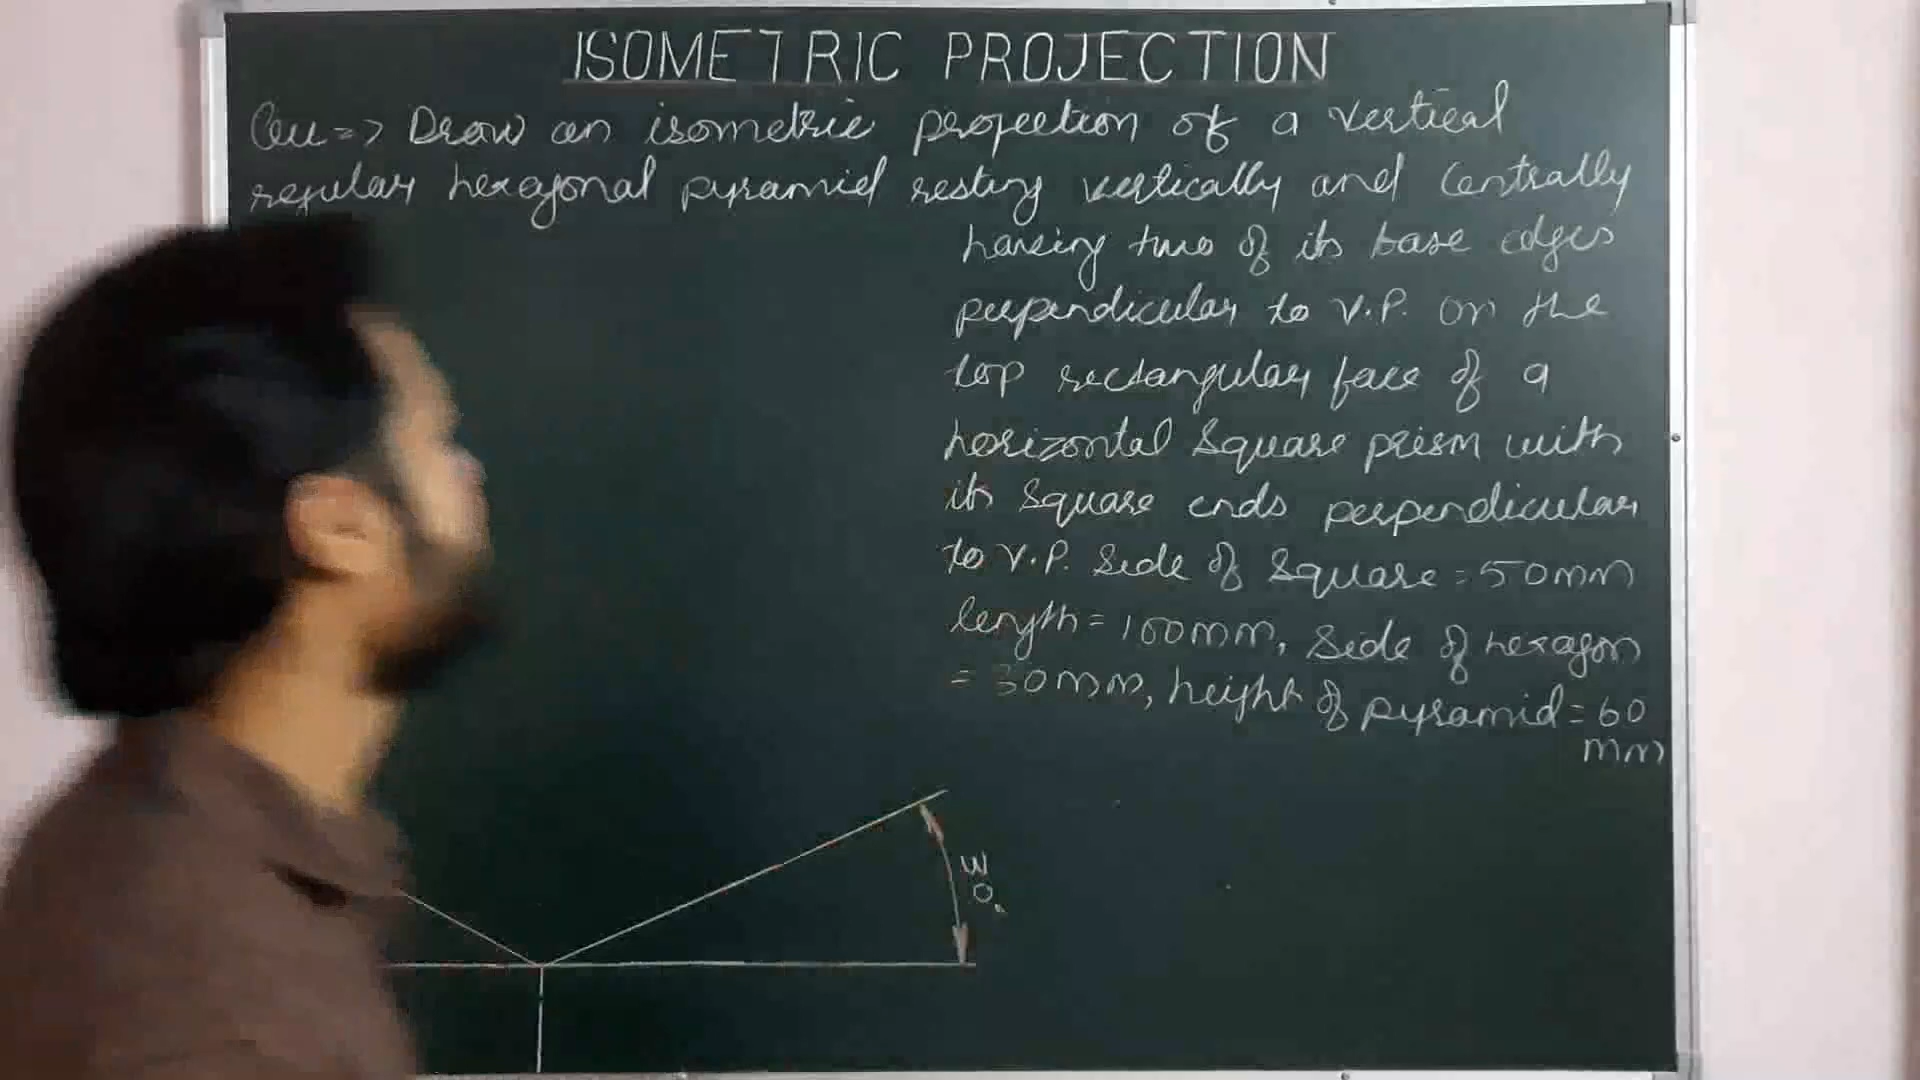 ISOMETRIC PROJECTION
Que => Draw an isometric projection of a vertical
regular hexagonal pyramid resting vertically and centrally
having two of its base edges
perpendicular to V.P. on the
top rectangular face of a
horizontal square prism with
its square ends perpendicular
to V.P. Side of square = 50mm
length = 100mm, Side of hexagon
= 30mm, height of pyramid = 60
mm
30°